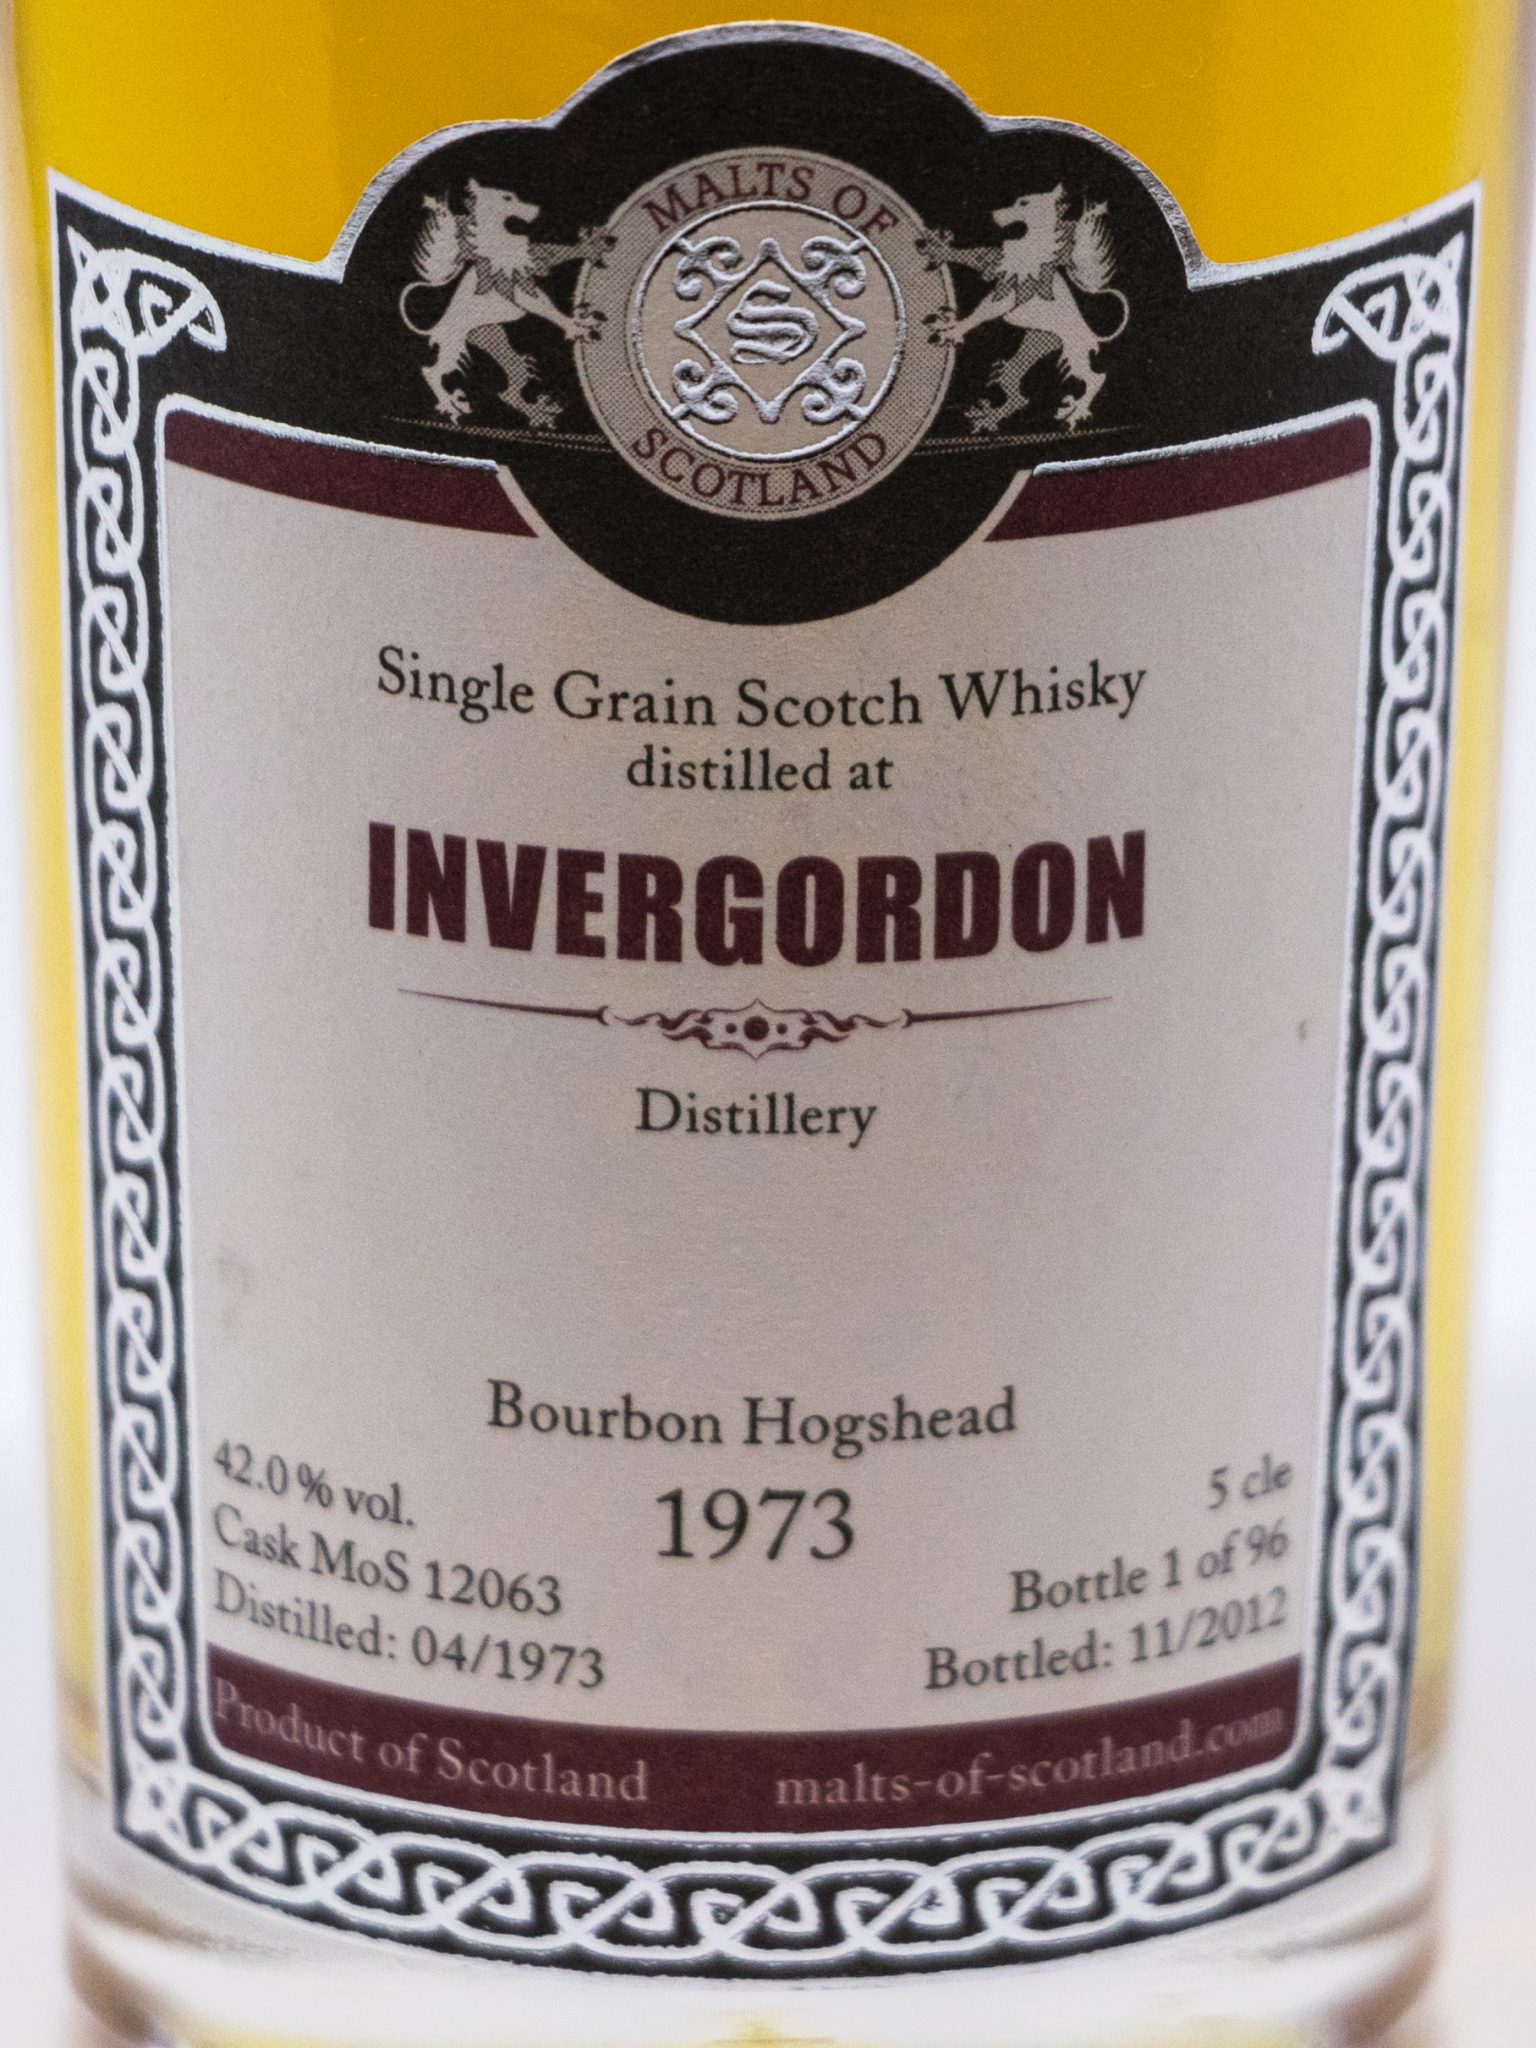 MALTS OF
S
SCOTLAND
Single Grain Scotch Whisky
distilled at
INVERGORDON
Distillery
Bourbon Hogshead
1973
42.0 % vol.
Cask MoS 12063
Distilled: 04/1973
5 cle
Bottle 1 of 96
Bottled: 11/2012
Product of Scotland
malts-of-scotland.com